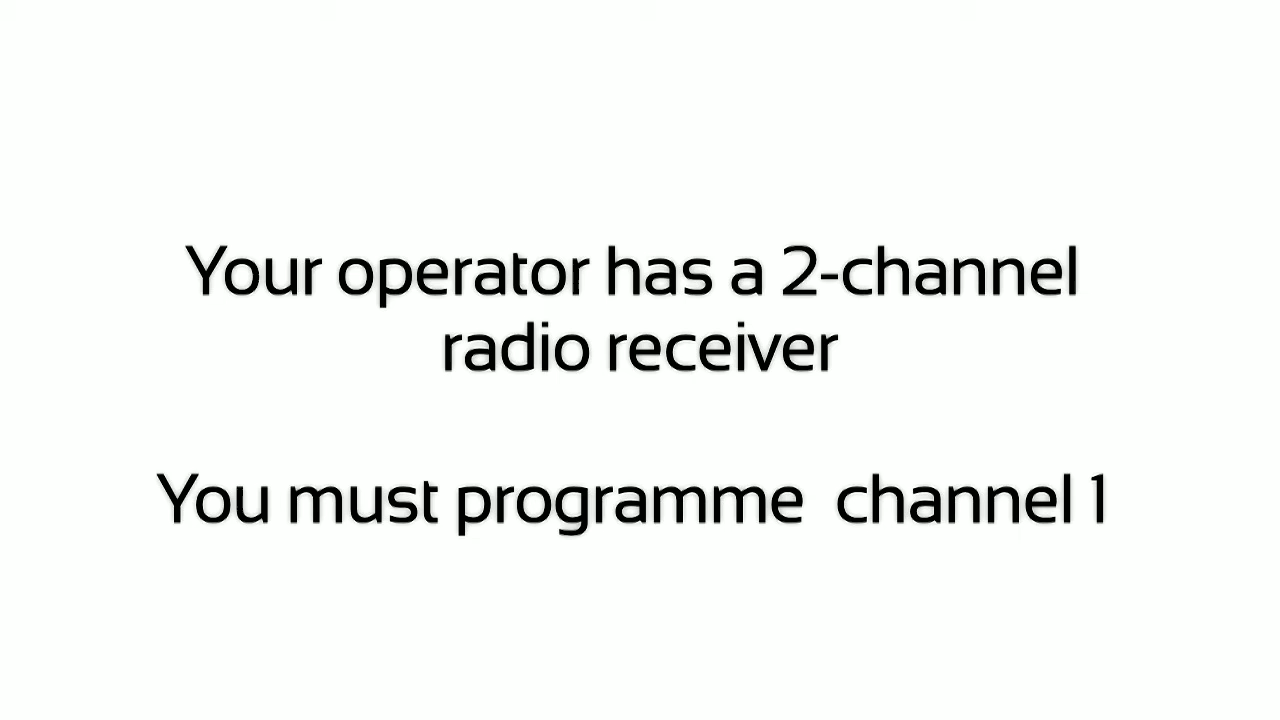 Your operator has a 2-channel
radio receiver
You must programme  channel 1